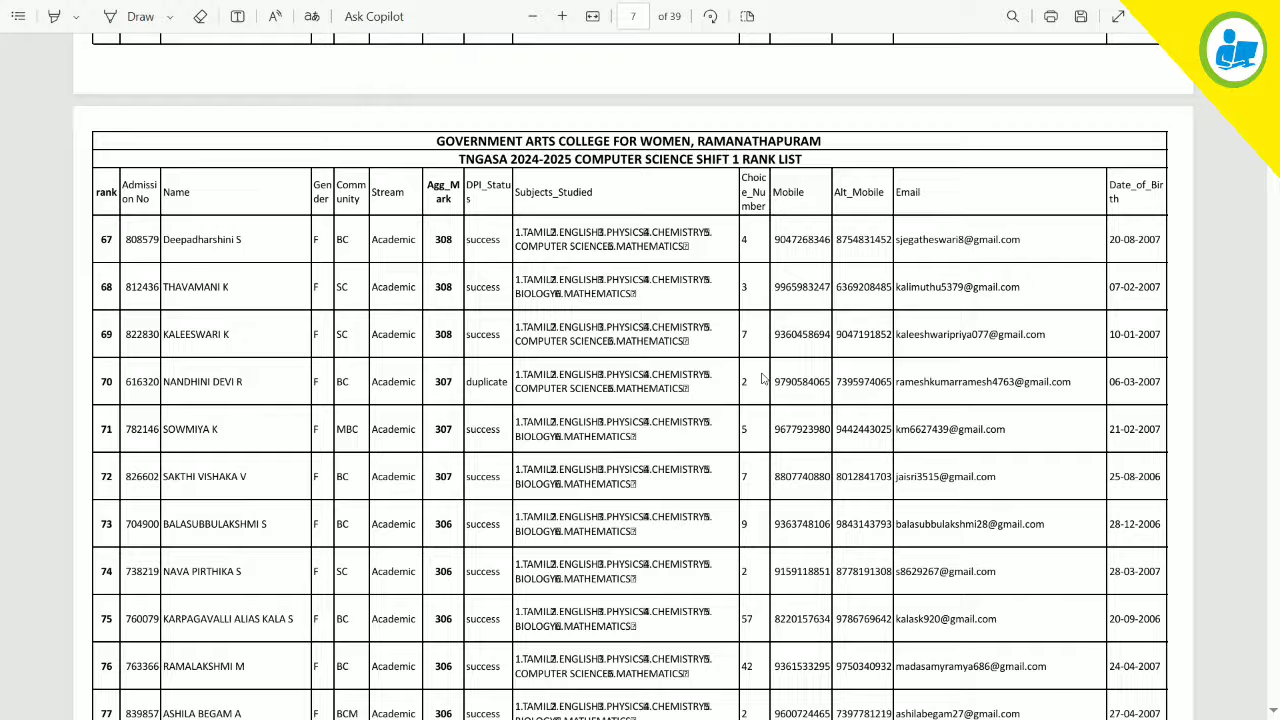 Draw
Ask Copilot
7 of 39
GOVERNMENT ARTS COLLEGE FOR WOMEN, RAMANATHAPURAM
TNGASA 2024-2025 COMPUTER SCIENCE SHIFT 1 RANK LIST
rank Admissi on No Name Gen der Comm unity Stream Agg_M ark DPI_Statu s Subjects_Studied Choic e_Nu mber Mobile Alt_Mobile Email Date_of_Bir th
67 808579 Deepadharshini S F BC Academic 308 success 1.TAMIL2.ENGLISH3.PHYSICS4.CHEMISTRY5. COMPUTER SCIENCE6.MATHEMATICS 4 9047268346 8754831452 sjegatheswari8@gmail.com 20-08-2007
68 812436 THAVAMANI K F SC Academic 308 success 1.TAMIL2.ENGLISH3.PHYSICS4.CHEMISTRY5. BIOLOGY6.MATHEMATICS 3 9965983247 6369208485 kalimuthu5379@gmail.com 07-02-2007
69 822830 KALEESWARI K F SC Academic 308 success 1.TAMIL2.ENGLISH3.PHYSICS4.CHEMISTRY5. COMPUTER SCIENCE6.MATHEMATICS 7 9360458694 9047191852 kaleeshwaripriya077@gmail.com 10-01-2007
70 616320 NANDHINI DEVI R F BC Academic 307 duplicate 1.TAMIL2.ENGLISH3.PHYSICS4.CHEMISTRY5. COMPUTER SCIENCE6.MATHEMATICS 2 9790584065 7395974065 rameshkumarramesh4763@gmail.com 06-03-2007
71 782146 SOWMIYA K F MBC Academic 307 success 1.TAMIL2.ENGLISH3.PHYSICS4.CHEMISTRY5. BIOLOGY6.MATHEMATICS 5 9677923980 9442443025 km6627439@gmail.com 21-02-2007
72 826602 SAKTHI VISHAKA V F BC Academic 307 success 1.TAMIL2.ENGLISH3.PHYSICS4.CHEMISTRY5. BIOLOGY6.MATHEMATICS 7 8807740880 8012841703 jaisri3515@gmail.com 25-08-2006
73 704900 BALASUBBULAKSHMI S F BC Academic 306 success 1.TAMIL2.ENGLISH3.PHYSICS4.CHEMISTRY5. BIOLOGY6.MATHEMATICS 9 9363748106 9843143793 balasubbulakshmi28@gmail.com 28-12-2006
74 738219 NAVA PIRTHIKA S F SC Academic 306 success 1.TAMIL2.ENGLISH3.PHYSICS4.CHEMISTRY5. BIOLOGY6.MATHEMATICS 2 9159118851 8778191308 s8629267@gmail.com 28-03-2007
75 760079 KARPAGAVALLI ALIAS KALA S F BC Academic 306 success 1.TAMIL2.ENGLISH3.PHYSICS4.CHEMISTRY5. BIOLOGY6.MATHEMATICS 57 8220157634 9786769642 kalask920@gmail.com 20-09-2006
76 763366 RAMALAKSHMI M F BC Academic 306 success 1.TAMIL2.ENGLISH3.PHYSICS4.CHEMISTRY5. COMPUTER SCIENCE6.MATHEMATICS 42 9361533295 9750340932 madasamyramya686@gmail.com 24-04-2007
77 839857 ASHILA BEGAM A F BCM Academic 306 success 1.TAMIL2.ENGLISH3.PHYSICS4.CHEMISTRY5. 2 9600724465 7397781219 ashilabegam27@gmail.com 27-04-2007